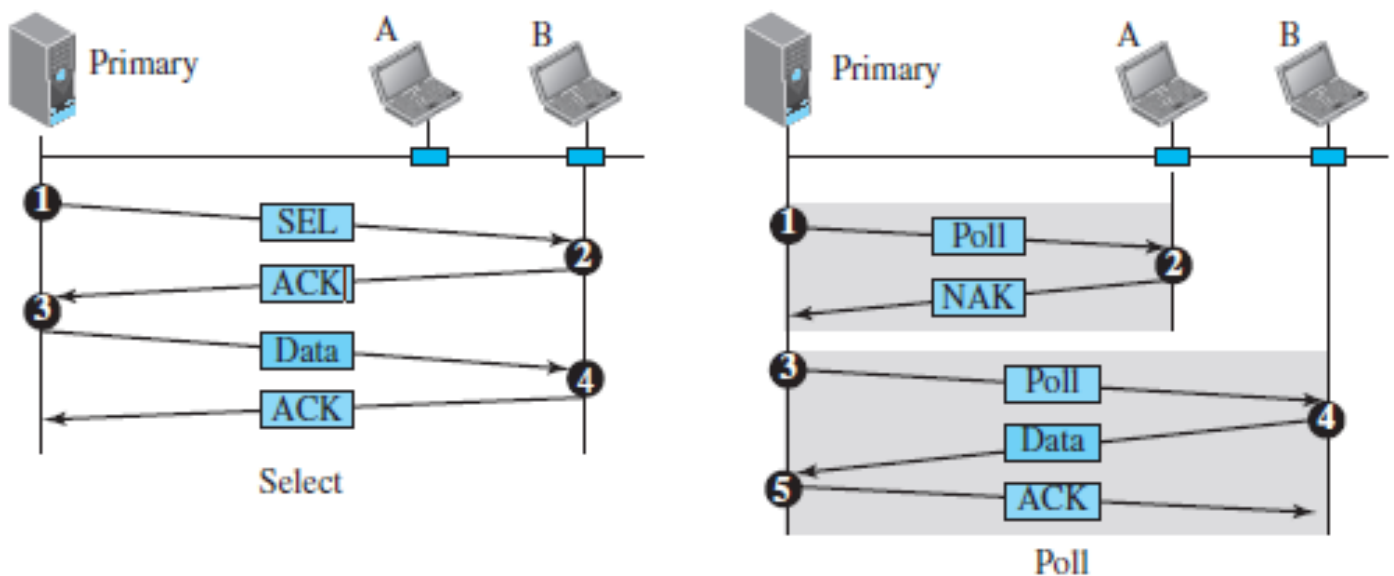 Primary
A
B
1
SEL
2
ACK
3
Data
4
ACK
Select
Primary
A
B
1
Poll
2
NAK
3
Poll
4
Data
5
ACK
Poll